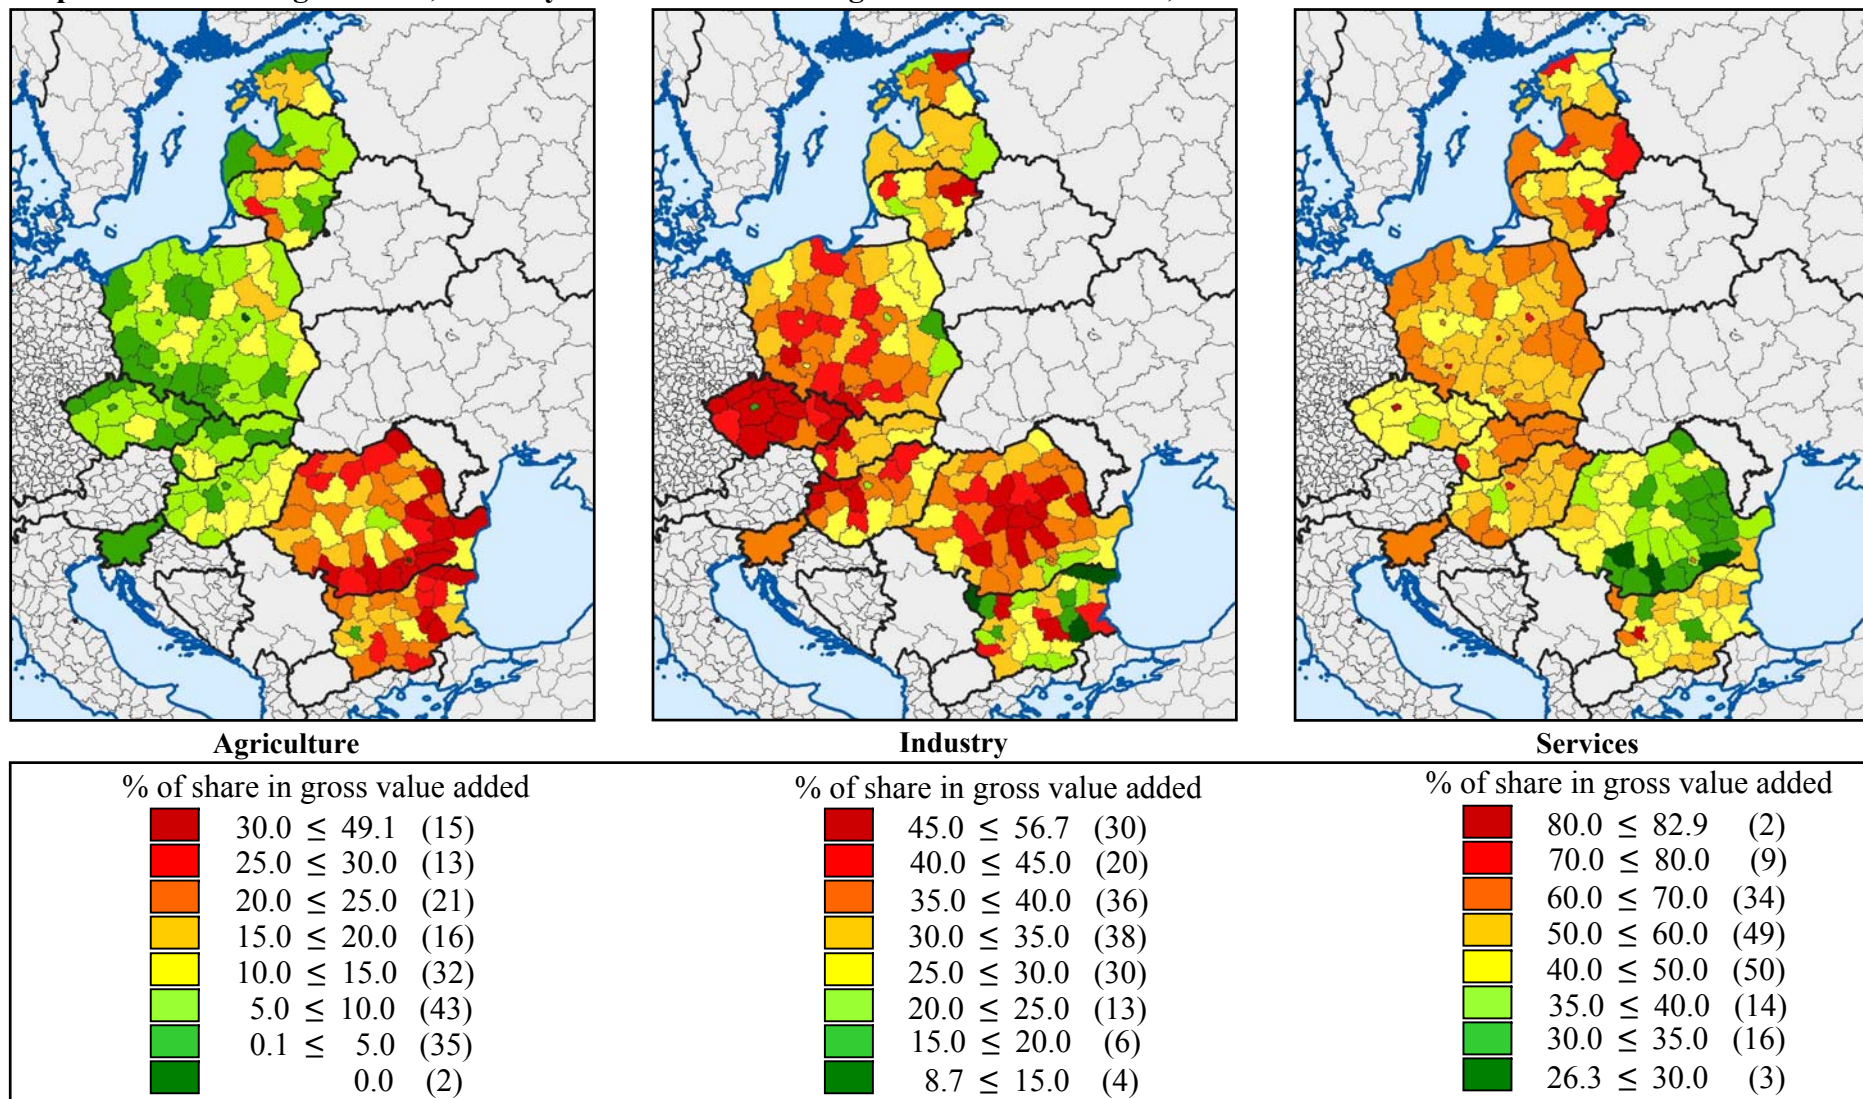 Agriculture
Industry
Services
% of share in gross value added
30.0 ≤ 49.1 (15)
25.0 ≤ 30.0 (13)
20.0 ≤ 25.0 (21)
15.0 ≤ 20.0 (16)
10.0 ≤ 15.0 (32)
5.0 ≤ 10.0 (43)
0.1 ≤ 5.0 (35)
0.0 (2)
% of share in gross value added
45.0 ≤ 56.7 (30)
40.0 ≤ 45.0 (20)
35.0 ≤ 40.0 (36)
30.0 ≤ 35.0 (38)
25.0 ≤ 30.0 (30)
20.0 ≤ 25.0 (13)
15.0 ≤ 20.0 (6)
8.7 ≤ 15.0 (4)
% of share in gross value added
80.0 ≤ 82.9 (2)
70.0 ≤ 80.0 (9)
60.0 ≤ 70.0 (34)
50.0 ≤ 60.0 (49)
40.0 ≤ 50.0 (50)
35.0 ≤ 40.0 (14)
30.0 ≤ 35.0 (16)
26.3 ≤ 30.0 (3)